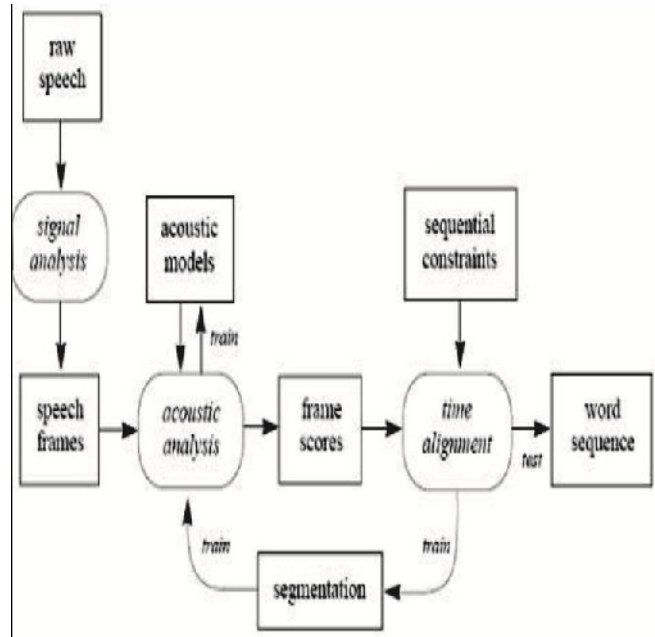 raw
speech
signal
analysis
acoustic
models
sequential
constraints
train
speech
frames
acoustic
analysis
frame
scores
time
alignment
test
word
sequence
train
segmentation
train